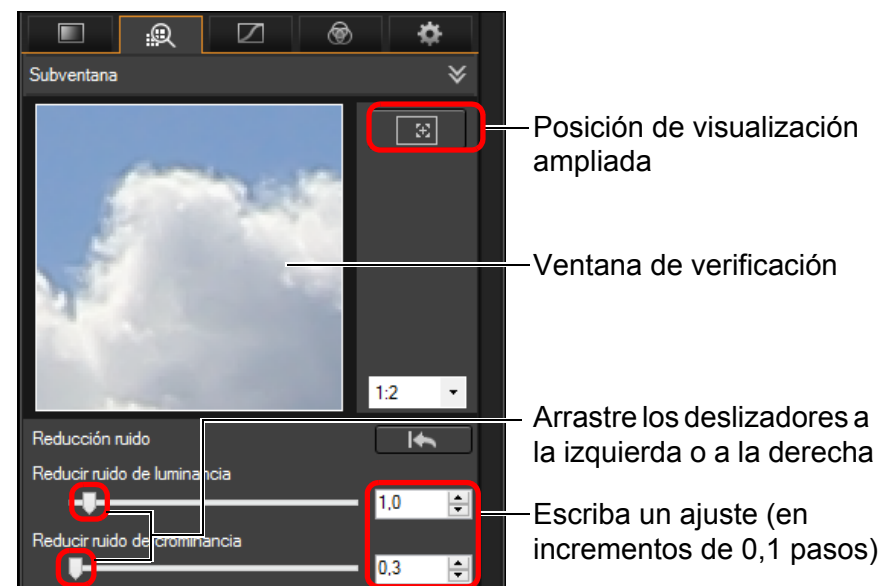 Subventana
Posición de visualización
ampliada
Ventana de verificación
1:2
Reducción ruido
Arrastre los deslizadores a
la izquierda o a la derecha
Reducir ruido de luminancia
1,0
Escriba un ajuste (en
incrementos de 0,1 pasos)
Reducir ruido de crominancia
0,3